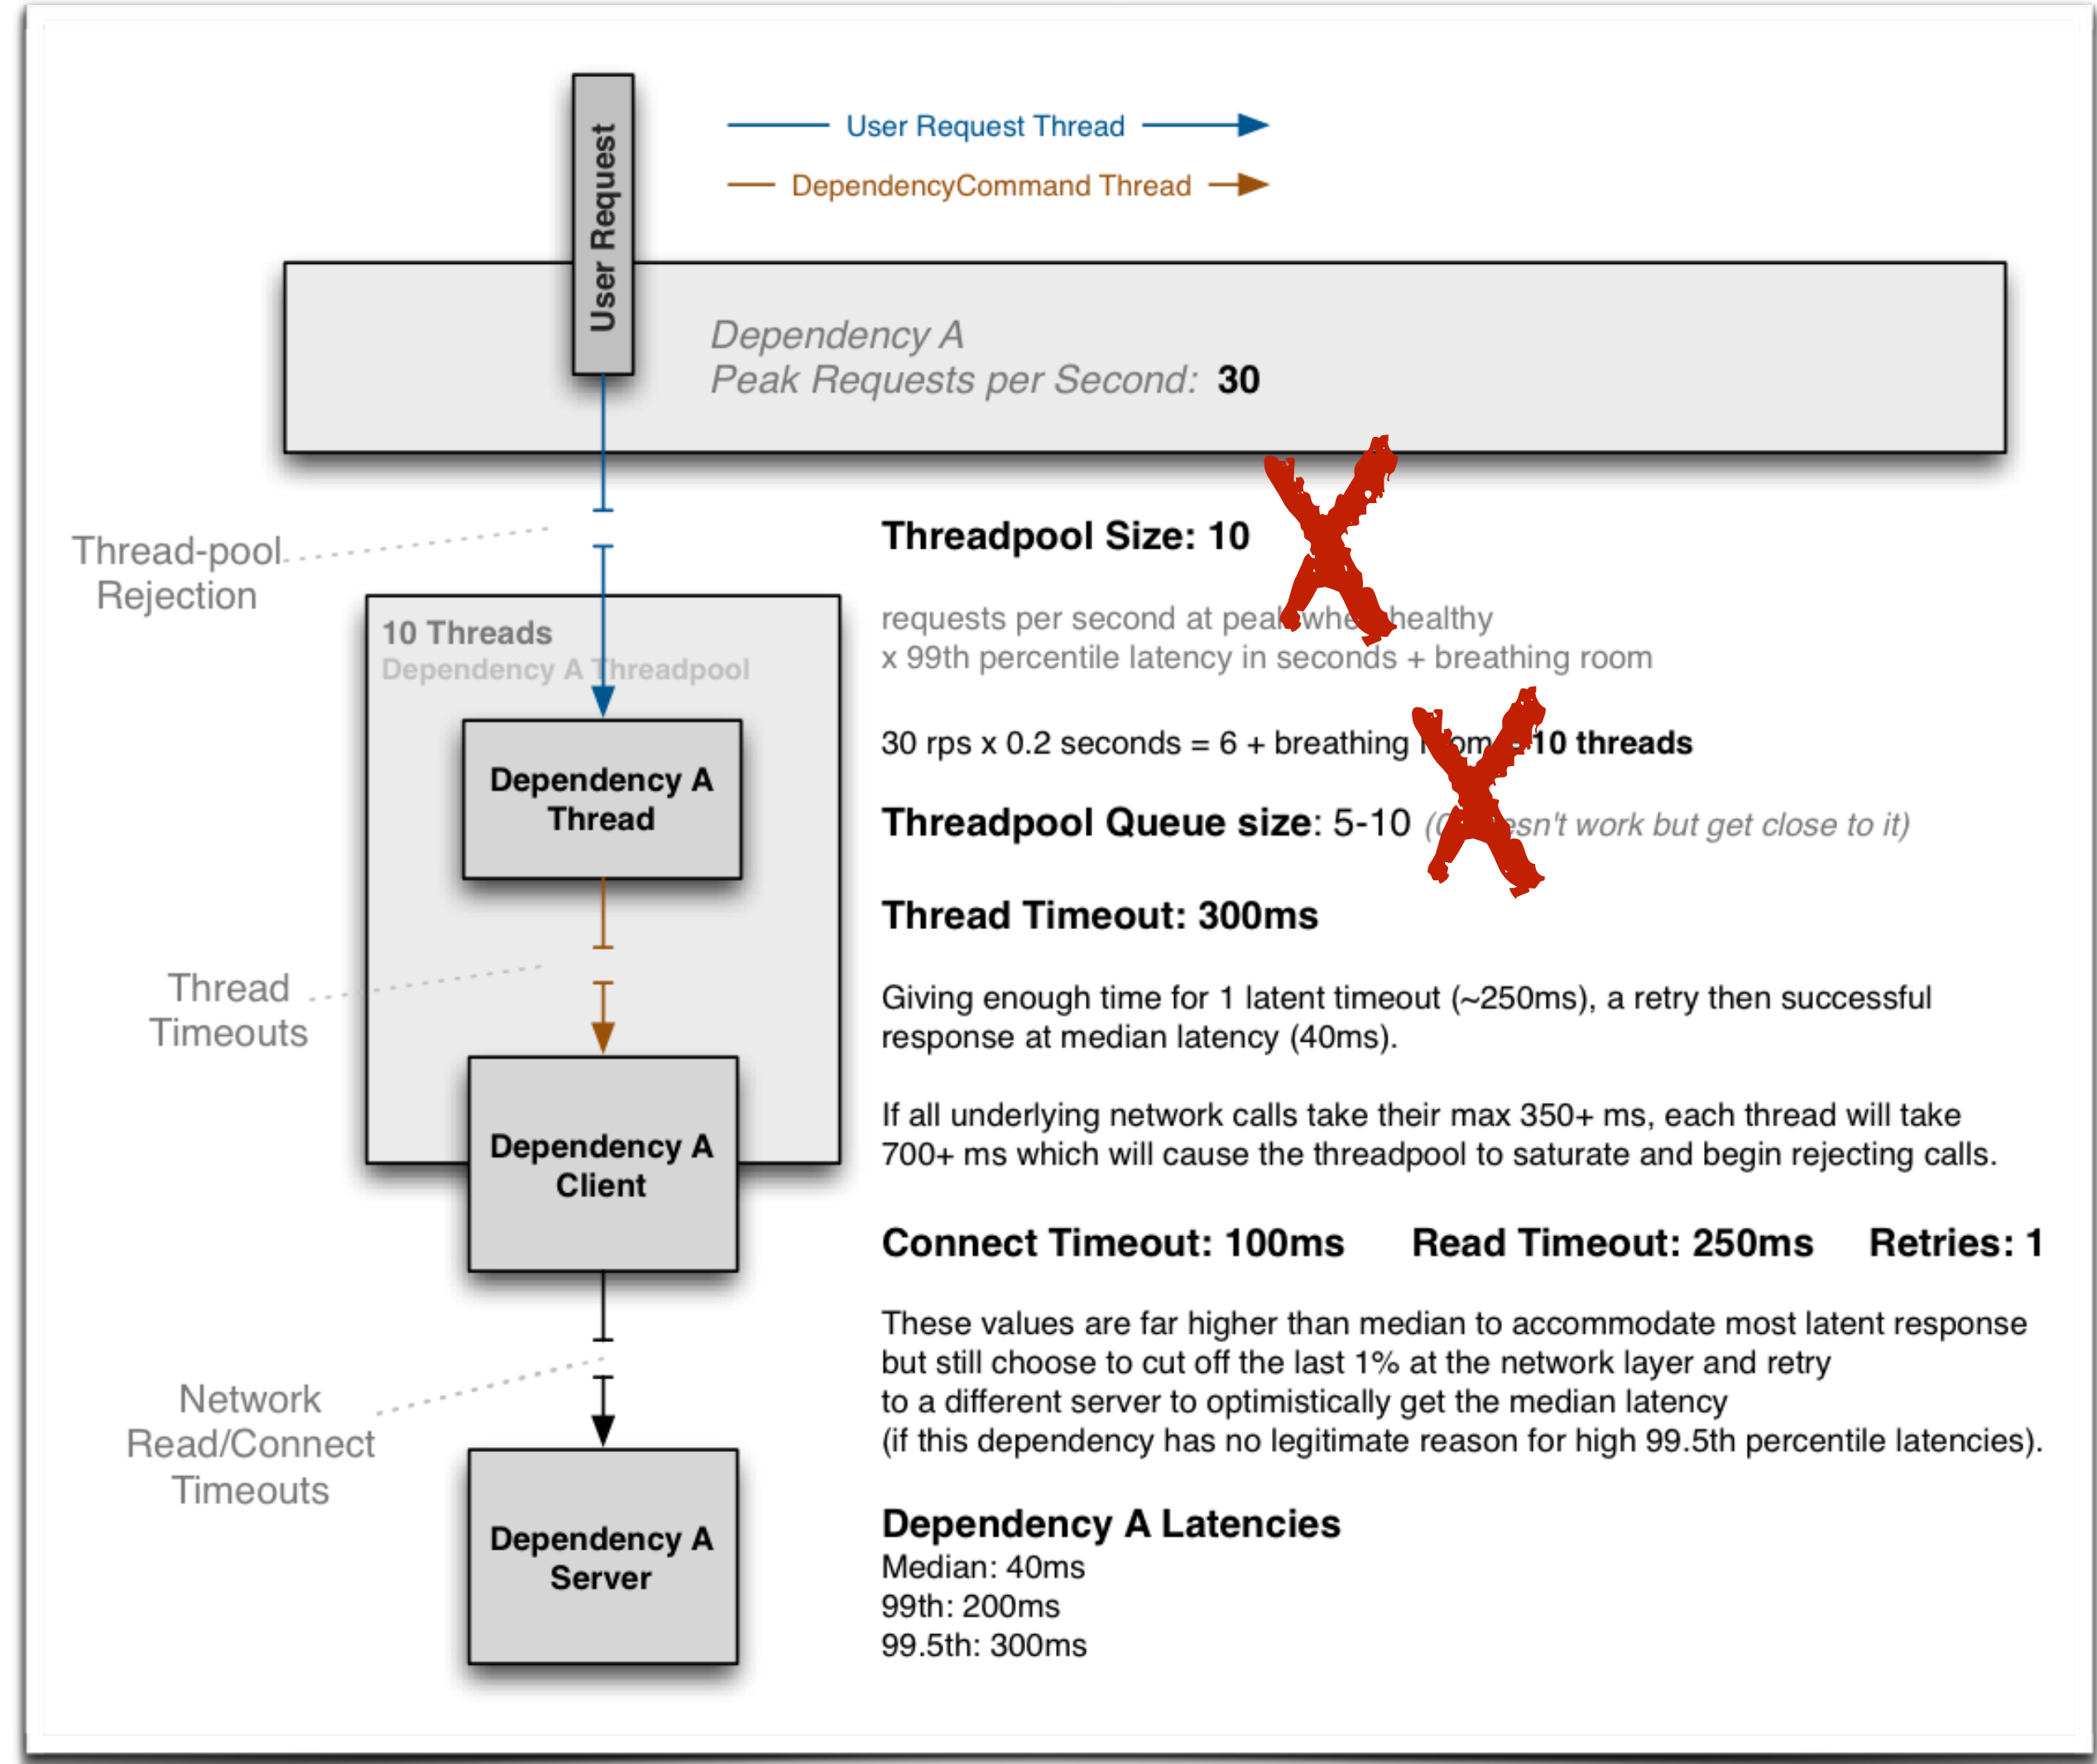 User Request
User Request Thread
DependencyCommand Thread
Dependency A
Peak Requests per Second: 30
Thread-pool
Rejection
10 Threads
Dependency A Threadpool
Dependency A
Thread
Thread
Timeouts
Dependency A
Client
Network
Read/Connect
Timeouts
Dependency A
Server
Threadpool Size: 10
requests per second at peak when healthy
x 99th percentile latency in seconds + breathing room
30 rps x 0.2 seconds = 6 + breathing room 10 threads
Threadpool Queue size: 5-10 work but get close to it)
Thread Timeout: 300ms
Giving enough time for 1 latent timeout (~250ms), a retry then successful
response at median latency (40ms).
If all underlying network calls take their max 350+ ms, each thread will take
700+ ms which will cause the threadpool to saturate and begin rejecting calls.
Connect Timeout: 100ms Read Timeout: 250ms Retries: 1
These values are far higher than median to accommodate most latent response
but still choose to cut off the last 1% at the network layer and retry
to a different server to optimistically get the median latency
(if this dependency has no legitimate reason for high 99.5th percentile latencies).
Dependency A Latencies
Median: 40ms
99th: 200ms
99.5th: 300ms